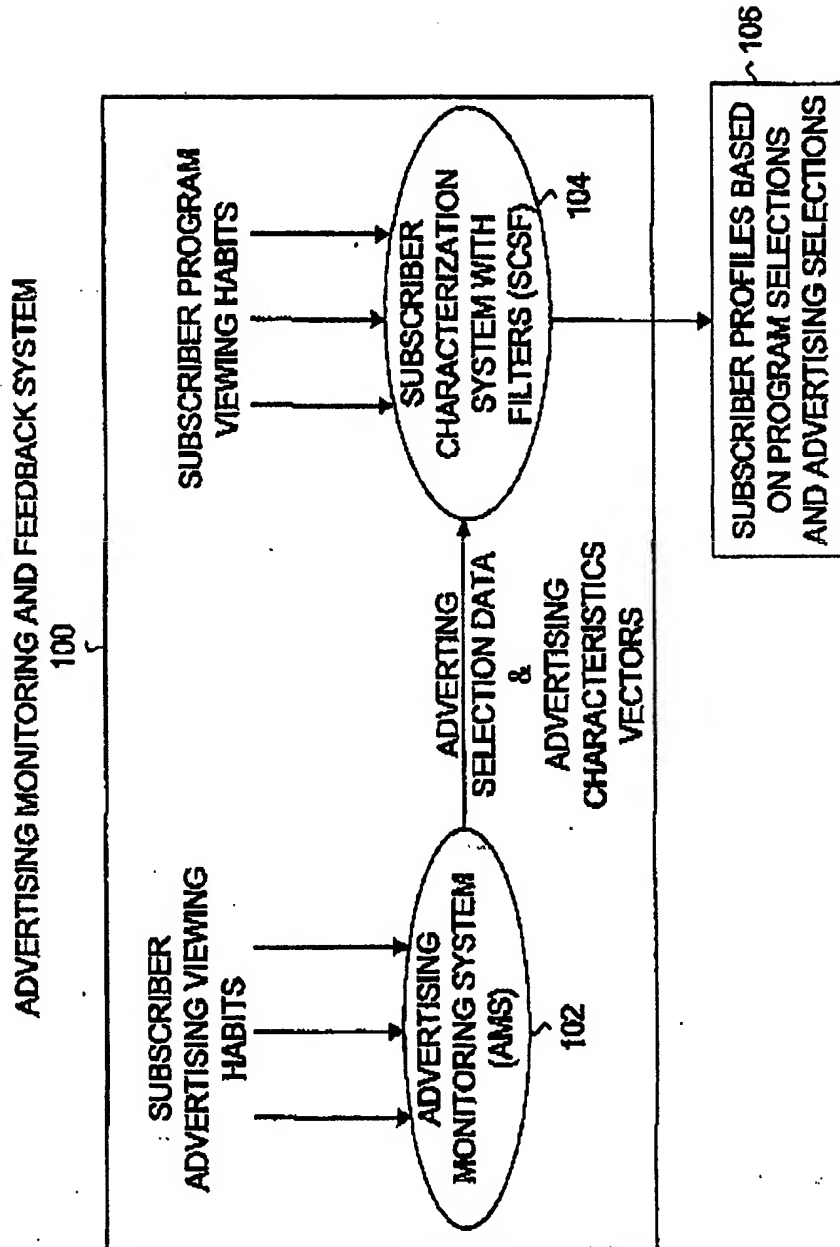 ADVERTISING MONITORING AND FEEDBACK SYSTEM
100
SUBSCRIBER
ADVERTISING VIEWING
HABITS
ADVERTISING
MONITORING SYSTEM
(AMS)
102
ADVERTING
SELECTION DATA
&
ADVERTISING
CHARACTERISTICS
VECTORS
SUBSCRIBER PROGRAM
VIEWING HABITS
SUBSCRIBER
CHARACTERIZATION
SYSTEM WITH
FILTERS (SCSF)
104
SUBSCRIBER PROFILES BASED
ON PROGRAM SELECTIONS
AND ADVERTISING SELECTIONS
106